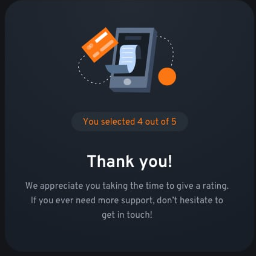 You selected 4 out of 5
Thank you!
We appreciate you taking the time to give a rating.
If you ever need more support, don't hesitate to
get in touch!